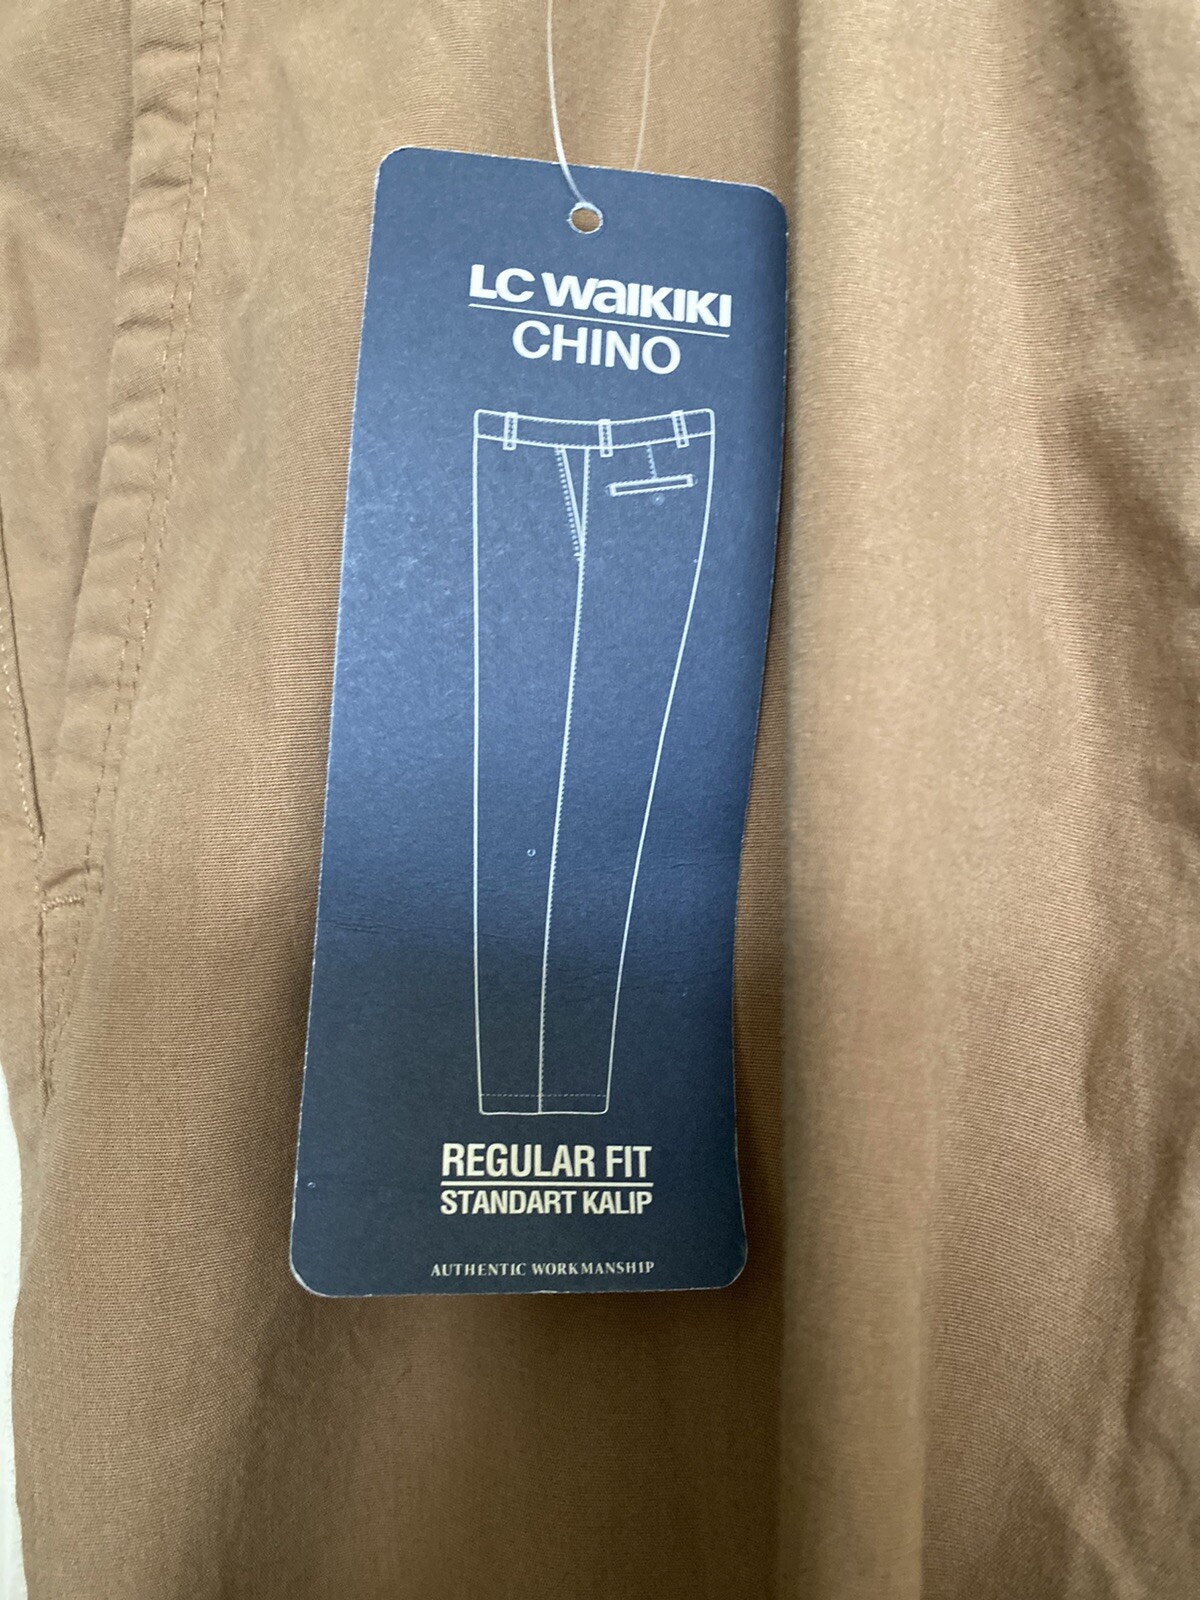 LC WAIKIKI
CHINO
REGULAR FIT
STANDART KALIP
AUTHENTIC WORKMANSHIP